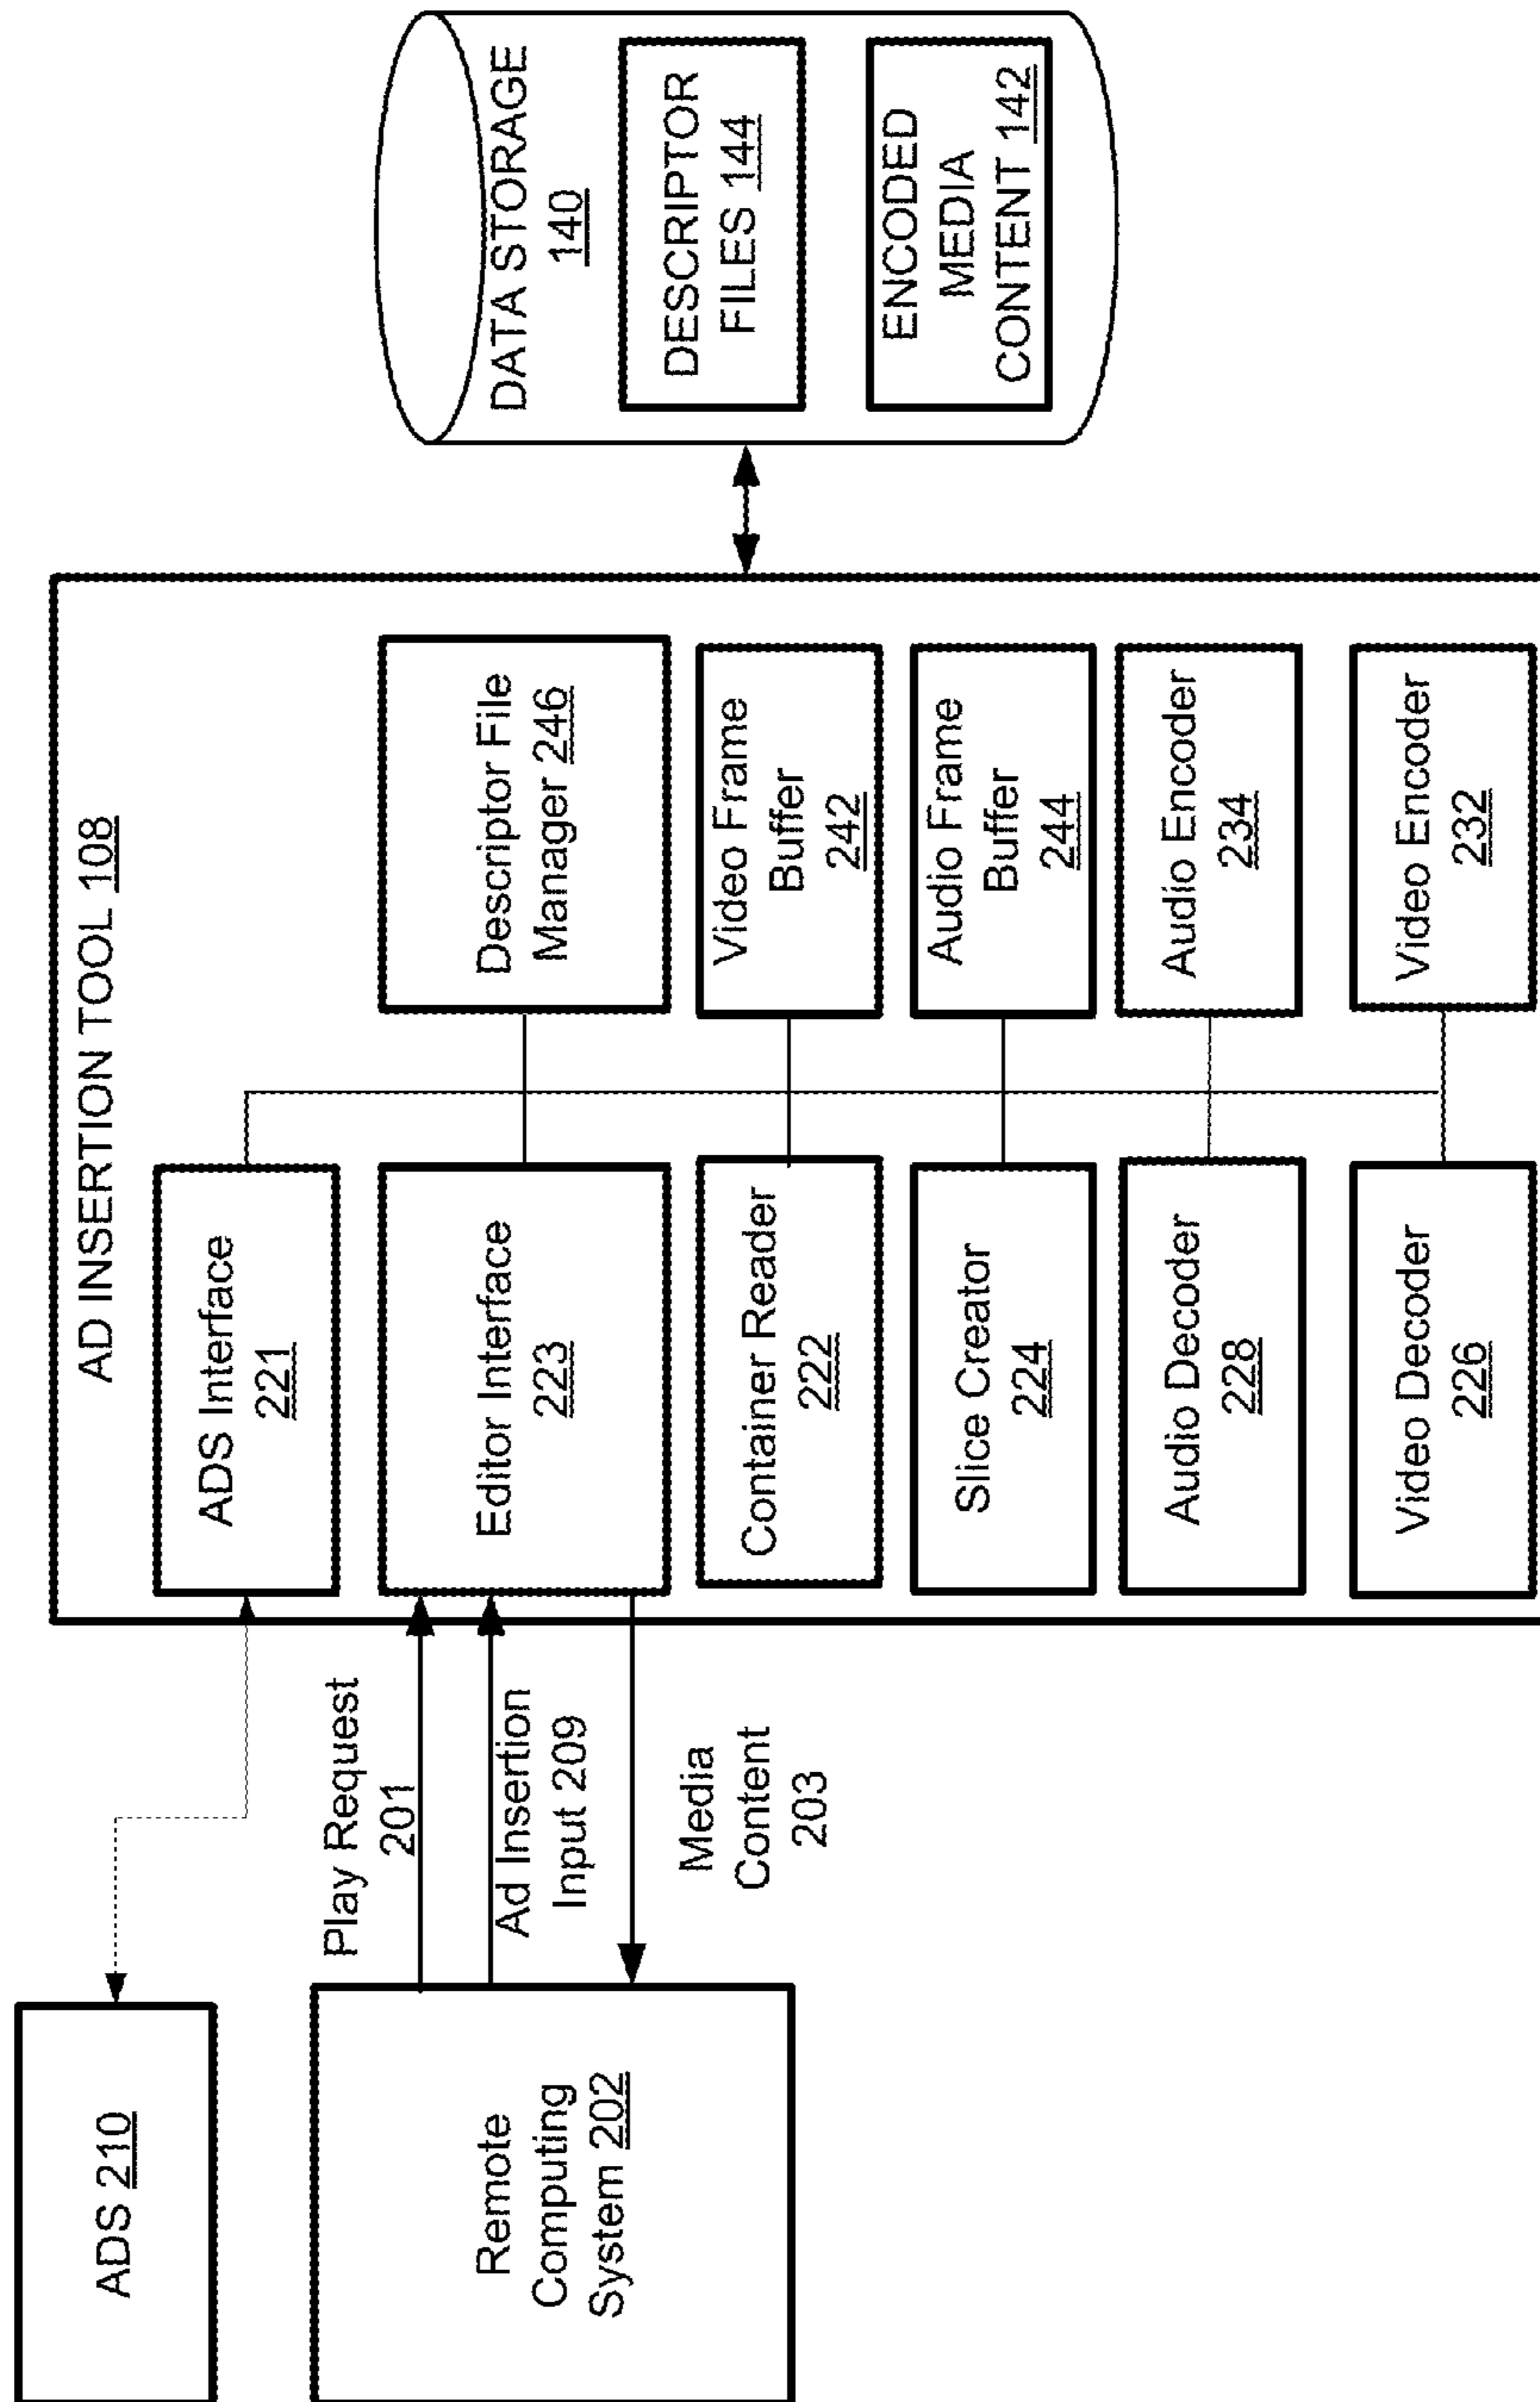 ADS 210
Remote
Computing
System 202
Play Request
201
Ad Insertion
Input 209
Media
Content
203
AD INSERTION TOOL 108
ADS Interface
221
Editor Interface
223
Container Reader
222
Slice Creator
224
Audio Decoder
228
Video Decoder
226
Descriptor File
Manager 246
Video Frame
Buffer
242
Audio Frame
Buffer
244
Audio Encoder
234
Video Encoder
232
DATA STORAGE
140
DESCRIPTOR
FILES 144
ENCODED
MEDIA
CONTENT 142